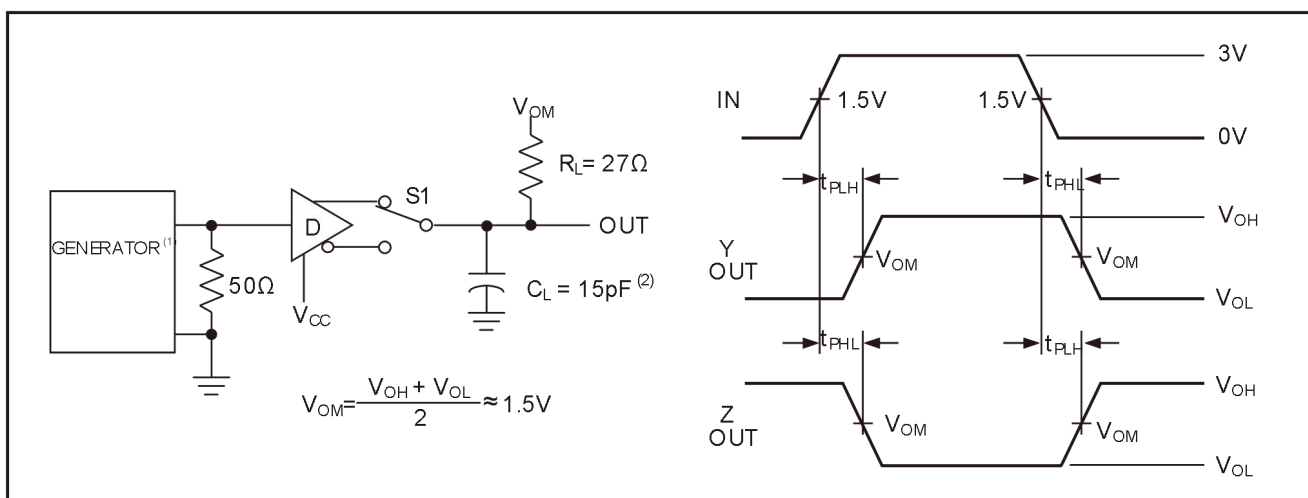 V_OM
R_L= 27Ω
S1
D
OUT
GENERATOR(1)
50Ω
V_CC
C_L = 15pF (2)
V_OM= V_OH + V_OL / 2 ≈ 1.5V
3V
IN
1.5V
1.5V
0V
t_PLH
t_PHL
V_OH
Y
OUT
V_OM
V_OM
V_OL
t_PHL
t_PLH
V_OH
Z
OUT
V_OM
V_OM
V_OL